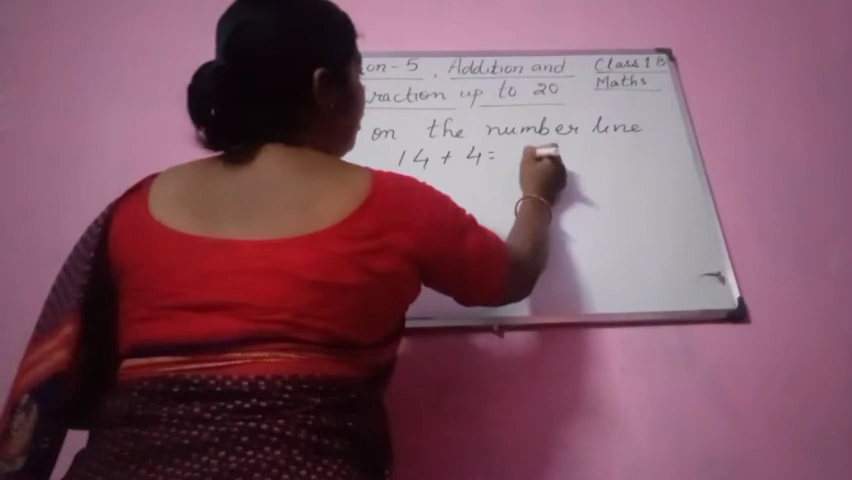 on-5, Addition and
raction up to 20
Class 1 B
Maths
on the number line
14 + 4 =